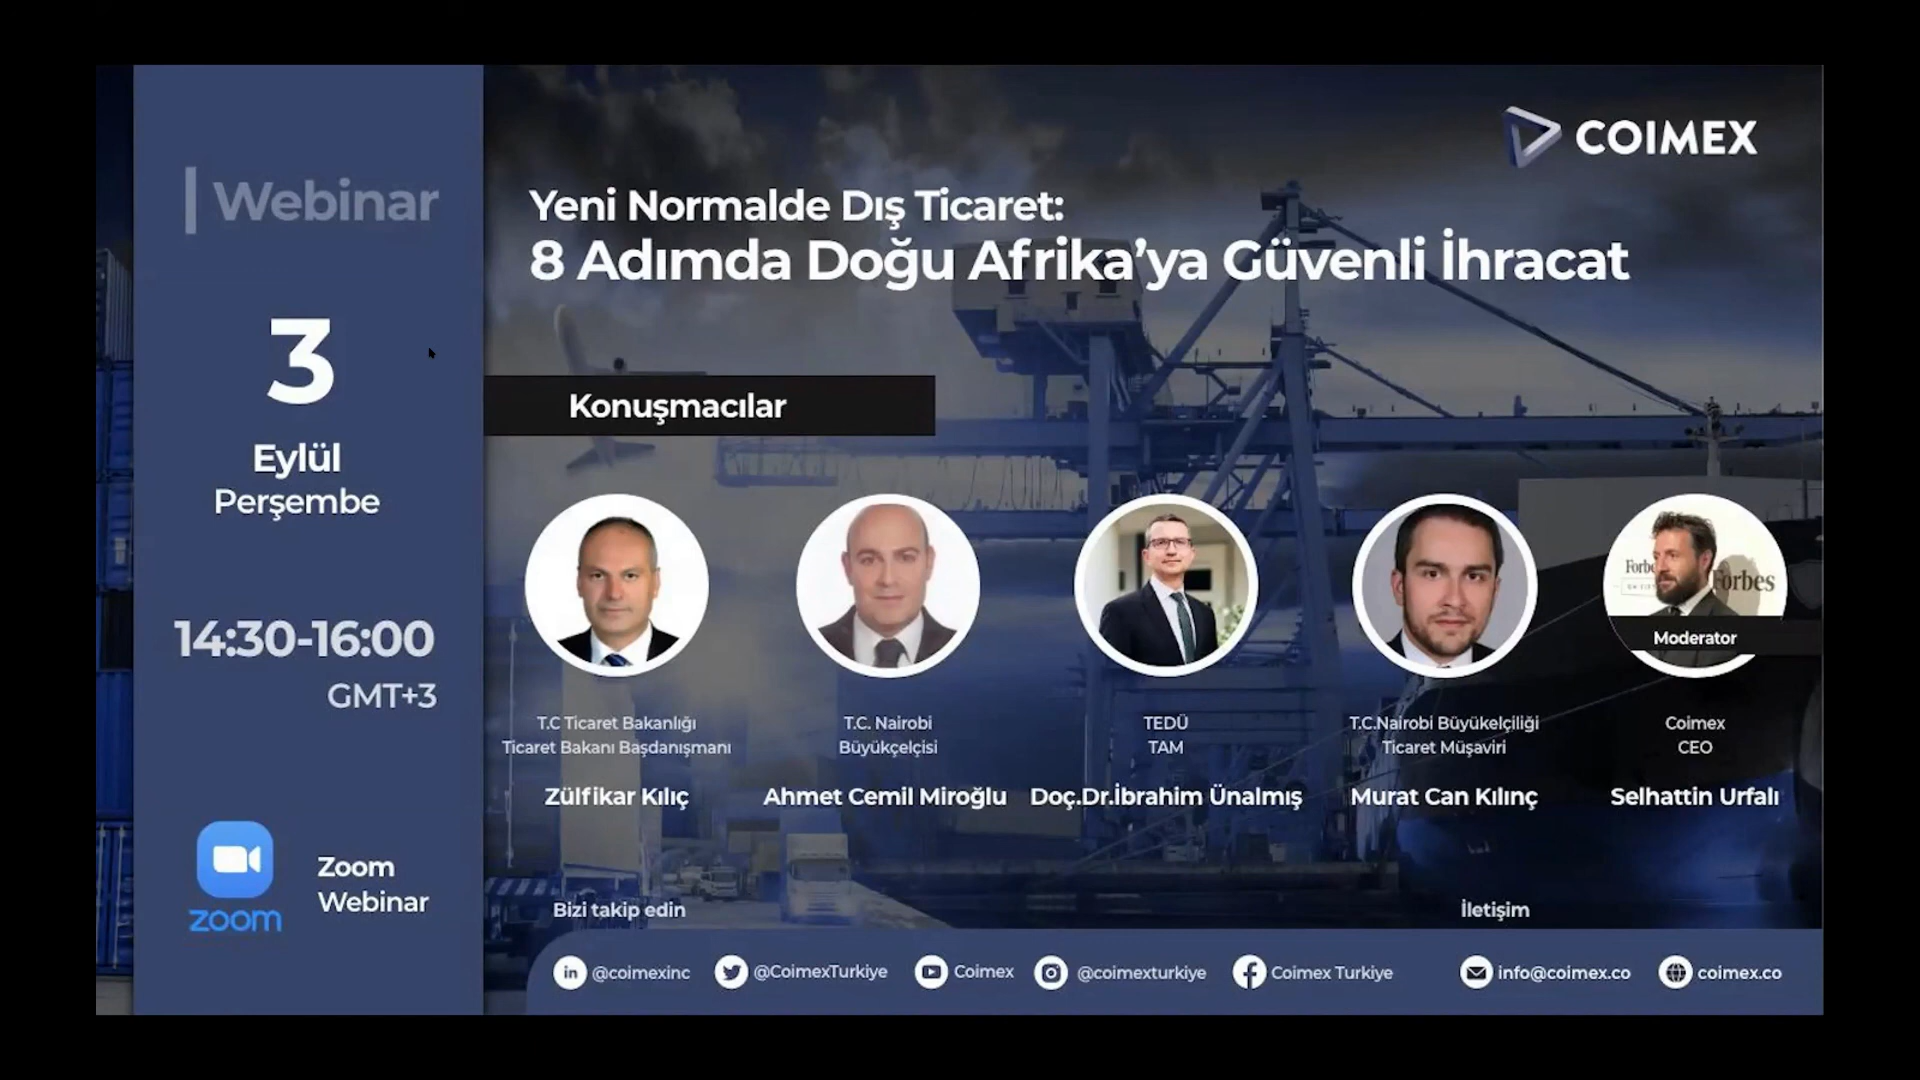 Webinar
3
Eylül
Perşembe
14:30-16:00
GMT+3
zoom
Zoom
Webinar
COIMEX
Yeni Normalde Dış Ticaret:
8 Adımda Doğu Afrika'ya Güvenli İhracat
Konuşmacılar
Forbes
Forbes
Moderator
T.C Ticaret Bakanlığı
Ticaret Bakanı Başdanışmanı
Zülfikar Kılıç
T.C. Nairobi
Büyükçelçisi
Ahmet Cemil Miroğlu
TEDÜ
TAM
Doç.Dr.İbrahim Ünalmış
T.C.Nairobi Büyükelçiliği
Ticaret Müşaviri
Murat Can Kılınç
Coimex
CEO
Selhattin Urfalı
Bizi takip edin
İletişim
in @coimexinc
@CoimexTurkiye
Coimex
@coimexturkiye
Coimex Turkiye
info@coimex.co
coimex.co